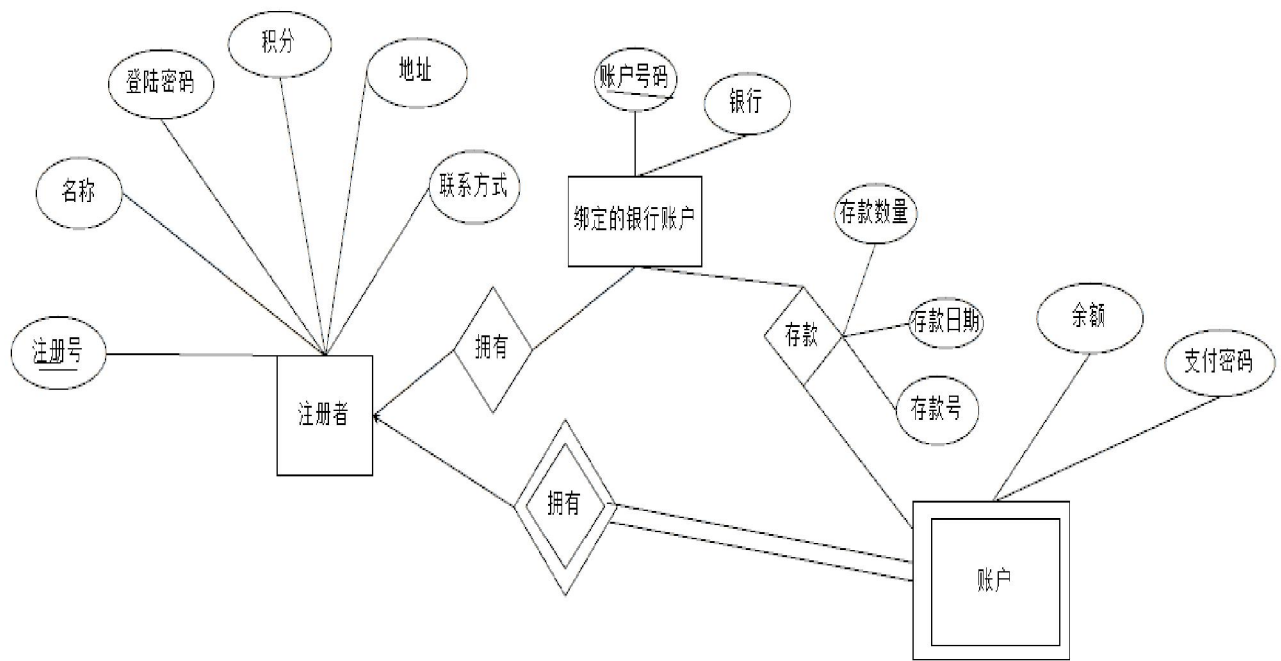 积分
地址
登陆密码
账户号码
银行
名称
联系方式
绑定的银行账户
存款数量
存款日期
余额
存款
拥有
注册号
支付密码
注册者
存款号
拥有
账户